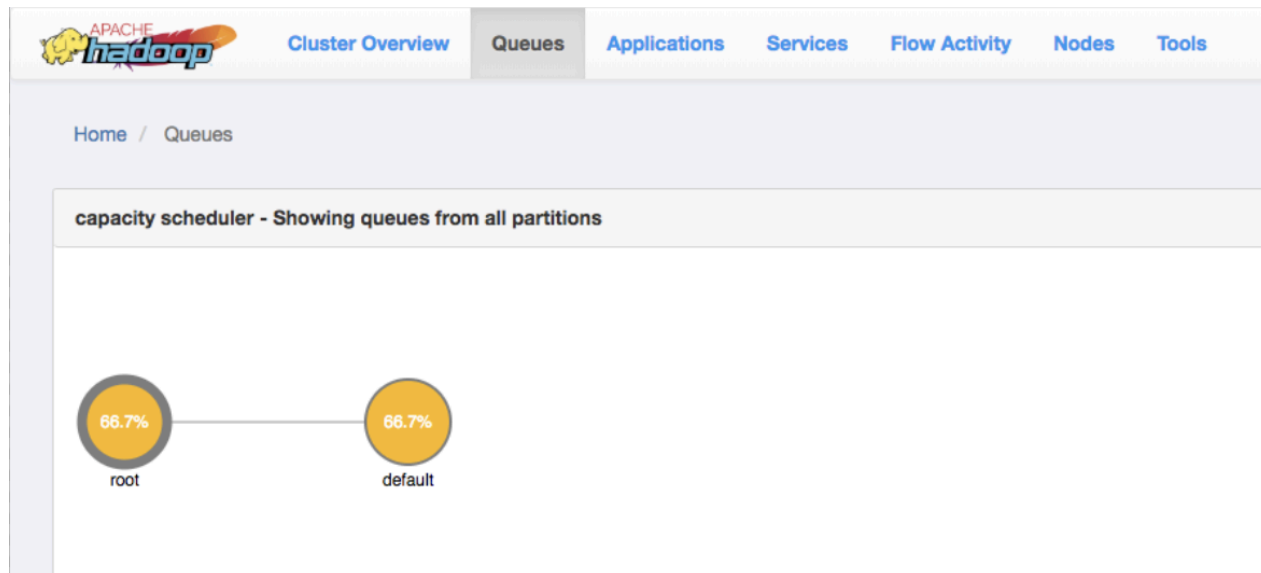 APACHE
hadoop
Cluster Overview Queues Applications Services Flow Activity Nodes Tools
Home / Queues
capacity scheduler - Showing queues from all partitions
66.7% 66.7%
root default